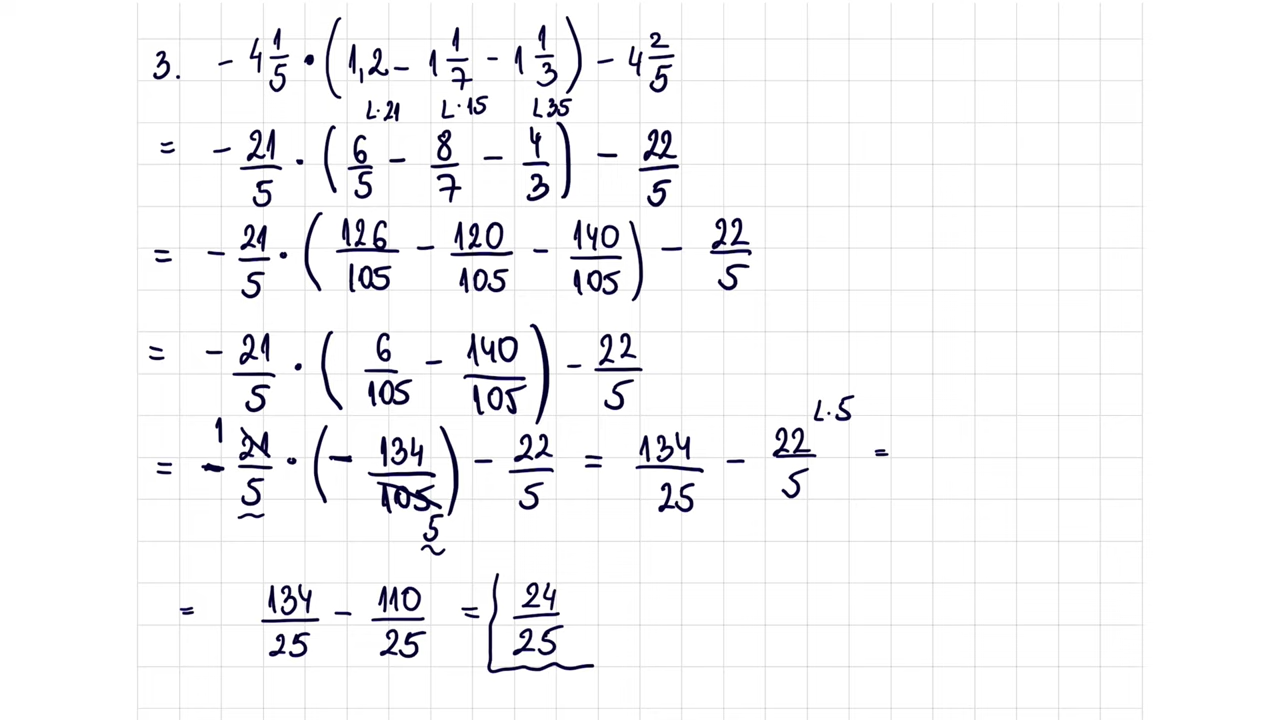 3. - 4 1/5 • (1,2 - 1 1/7 - 1 1/3) - 4 2/5
L·21 L·15 L35
= - 21/5 · (6/5 - 8/7 - 4/3) - 22/5
= - 21/5 · (126/105 - 120/105 - 140/105) - 22/5
= - 21/5 · (6/105 - 140/105) - 22/5
1 L·5
= - 21/5 · (- 134/105) - 22/5 = 134/25 - 22/5 =
5
= 134/25 - 110/25 = 24/25